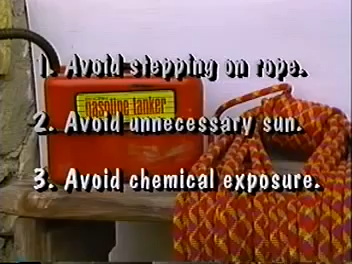 1. Avoid stepping on rope.
gasoline tanker
2. Avoid unnecessary sun.
3. Avoid chemical exposure.